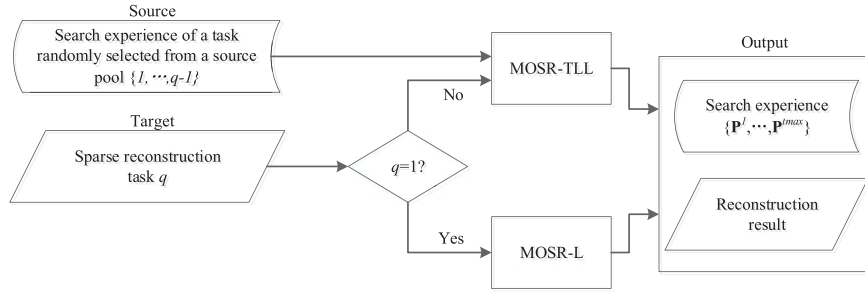 Source
Search experience of a task
randomly selected from a source
pool {1,⋯,q-1}
Target
Sparse reconstruction
task q
q=1?
No
Yes
MOSR-TLL
MOSR-L
Output
Search experience
{P^1,⋯,P^tmax}
Reconstruction
result